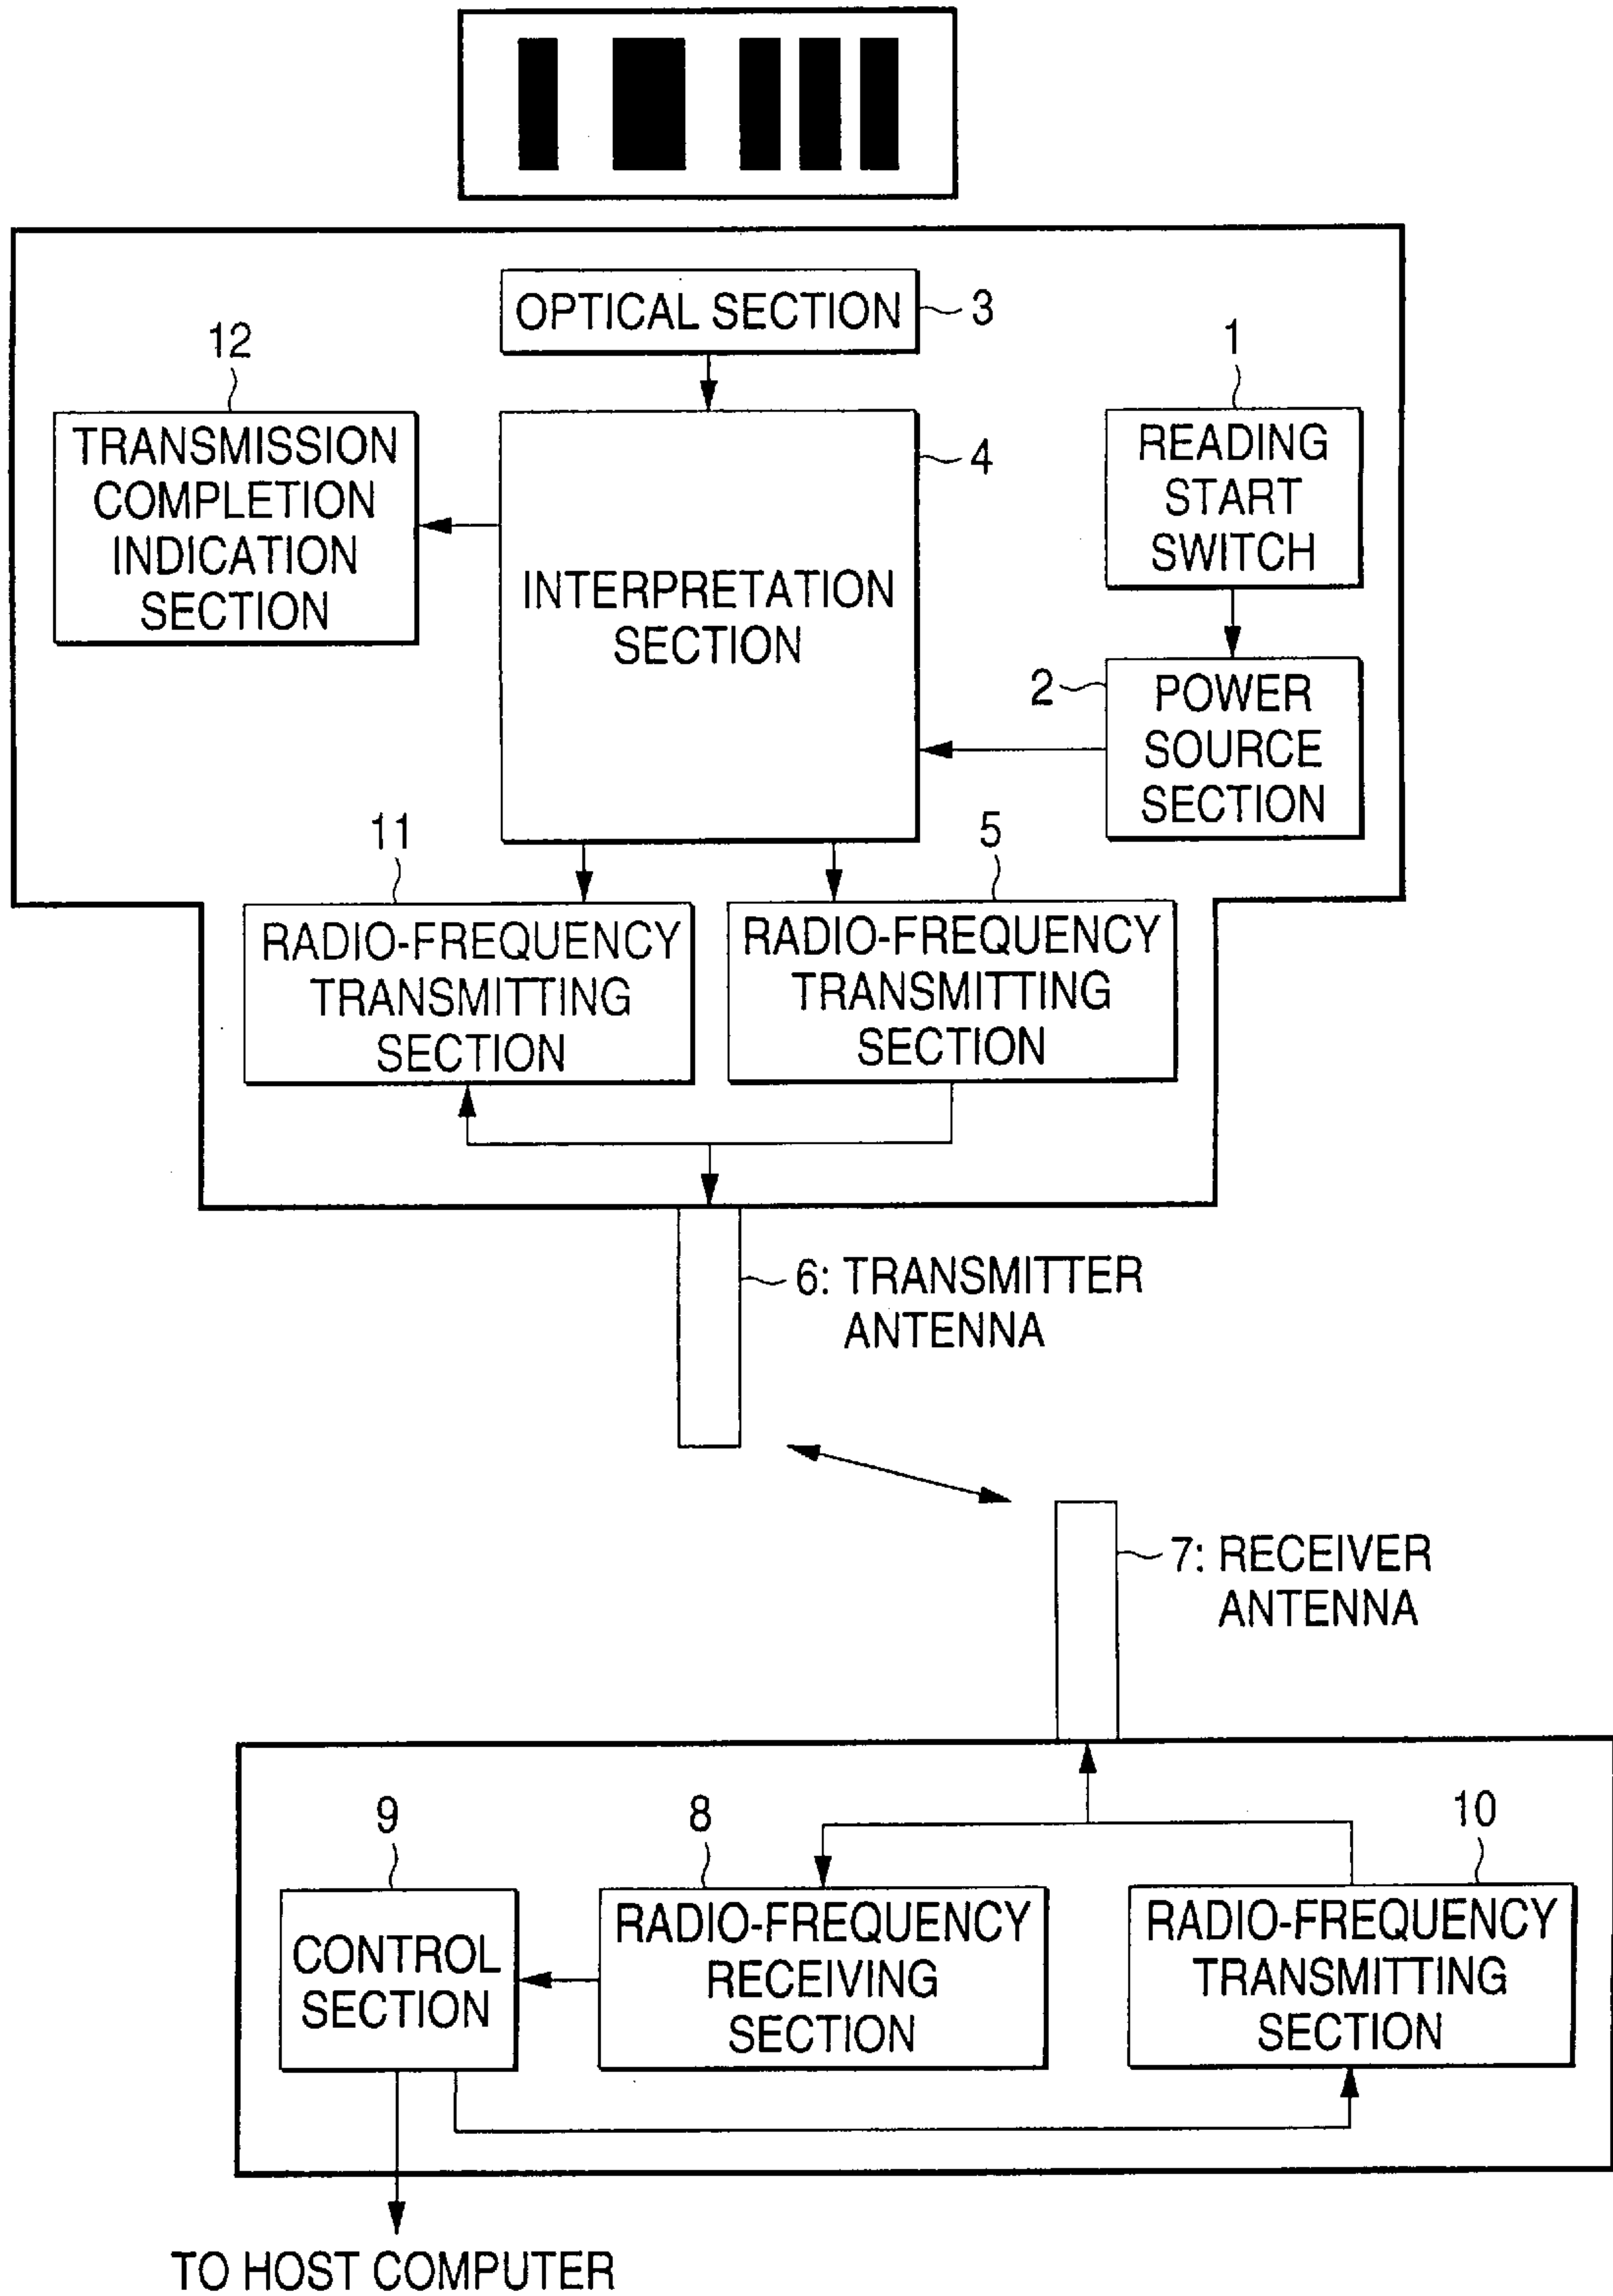 OPTICAL SECTION
3
12
TRANSMISSION
COMPLETION
INDICATION
SECTION
INTERPRETATION
SECTION
4
1
READING
START
SWITCH
2
POWER
SOURCE
SECTION
11
RADIO-FREQUENCY
TRANSMITTING
SECTION
5
RADIO-FREQUENCY
TRANSMITTING
SECTION
6: TRANSMITTER
ANTENNA
7: RECEIVER
ANTENNA
9
CONTROL
SECTION
8
RADIO-FREQUENCY
RECEIVING
SECTION
10
RADIO-FREQUENCY
TRANSMITTING
SECTION
TO HOST COMPUTER